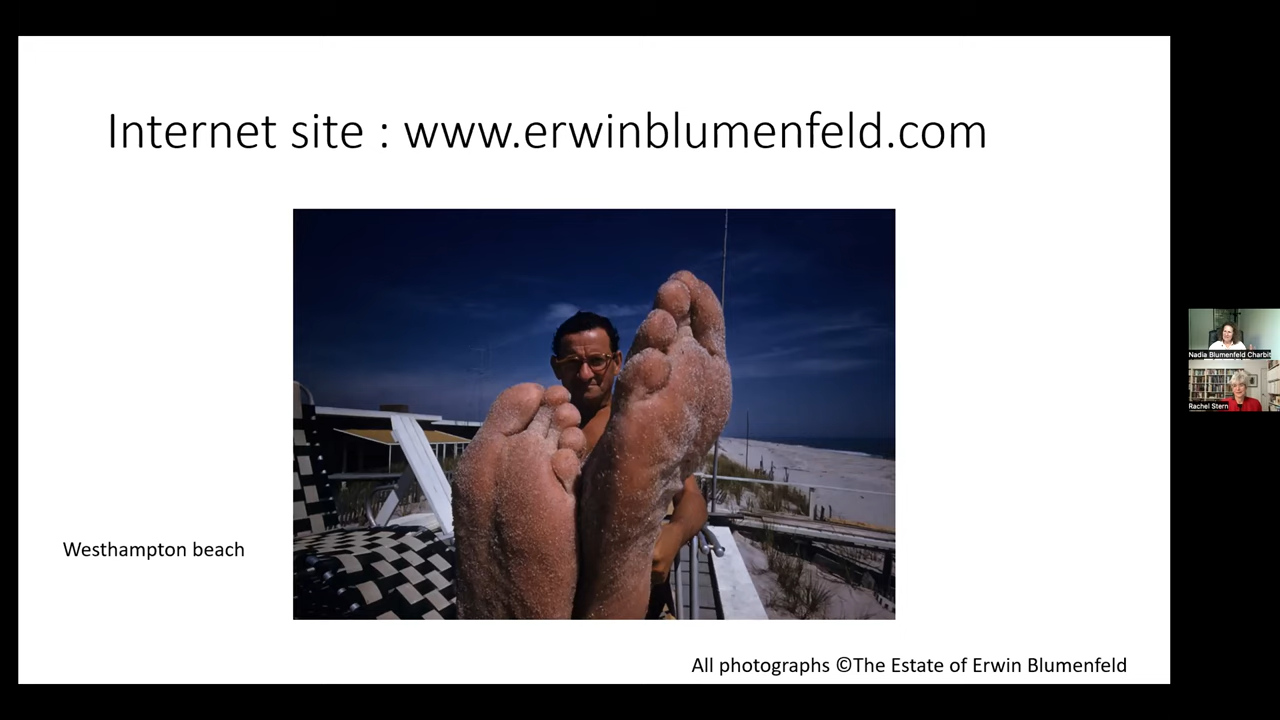 Internet site : www.erwinblumenfeld.com
Nadia Blumenfeld Charbit
Rachel Stern
Westhampton beach
All photographs ©The Estate of Erwin Blumenfeld